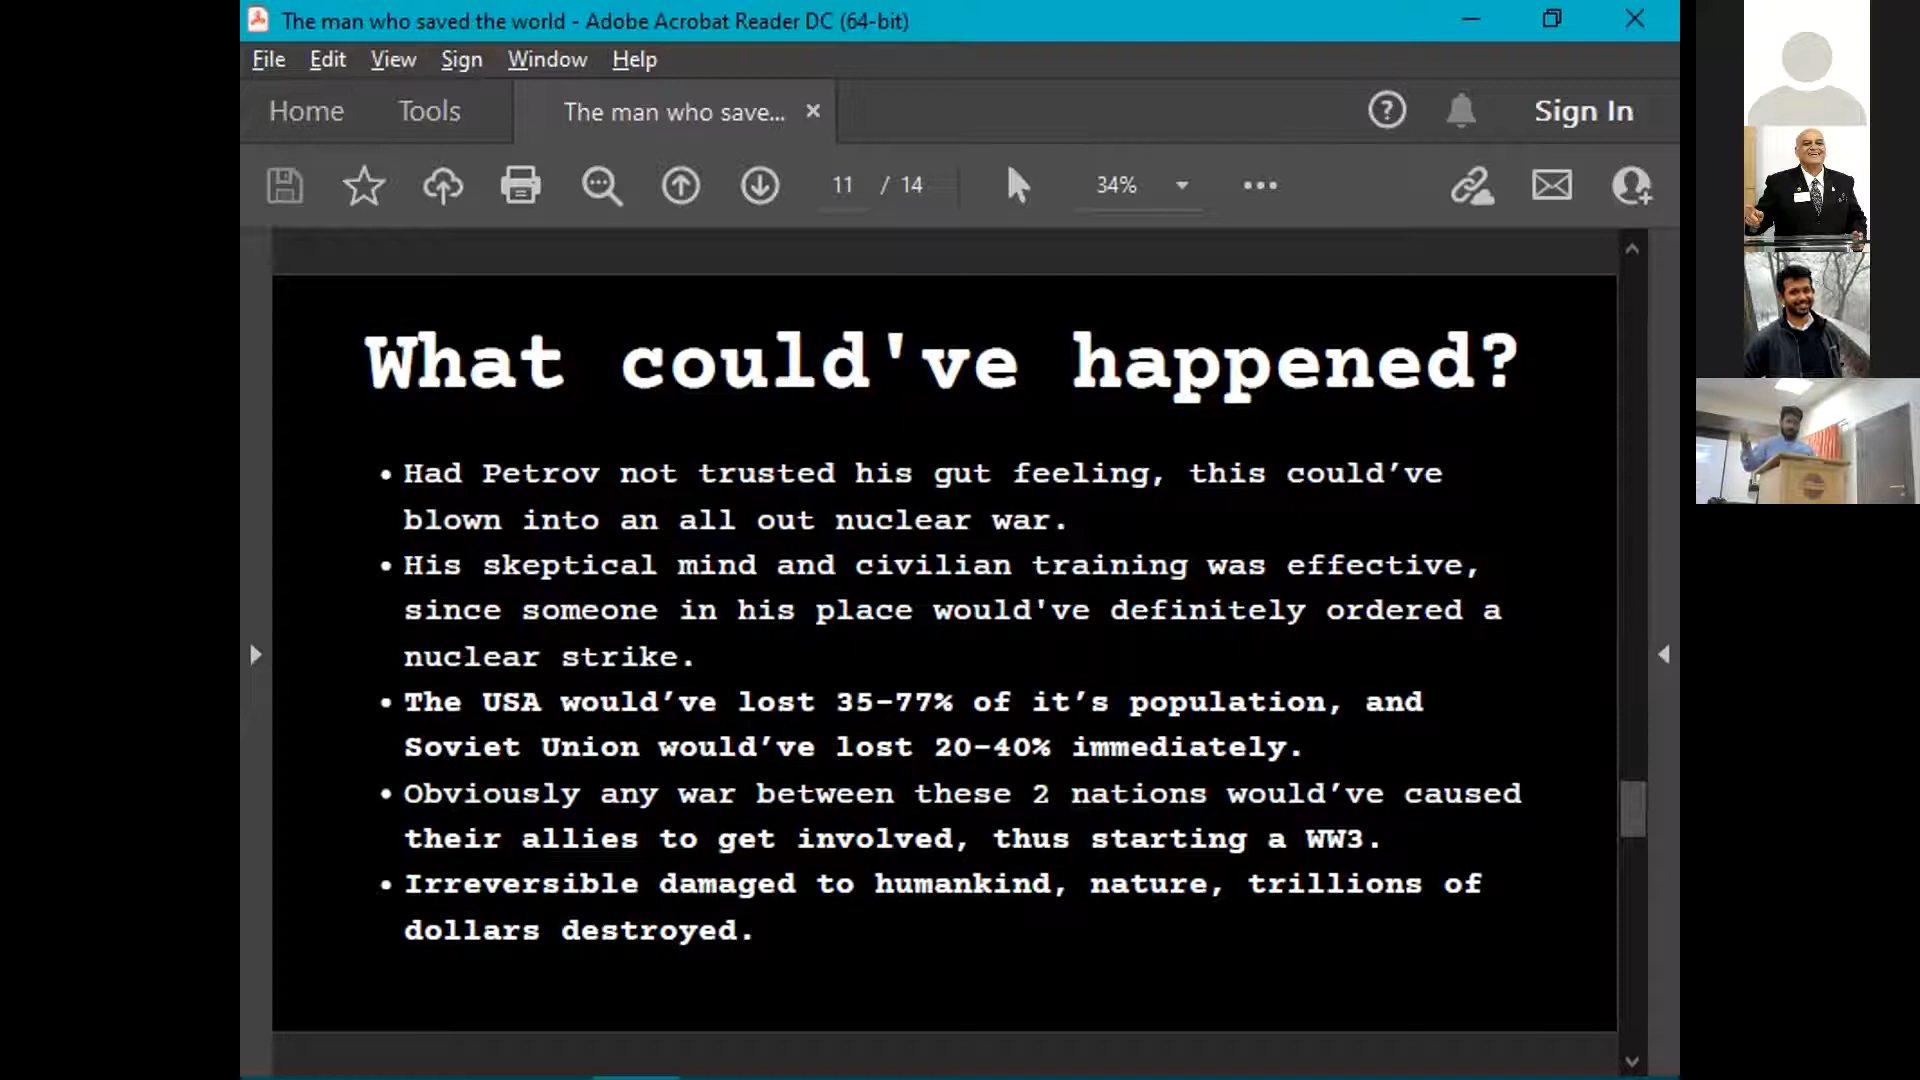 The man who saved the world - Adobe Acrobat Reader DC (64-bit)
File Edit View Sign Window Help
Home Tools The man who save... Sign In
11 / 14 34%
What could've happened?
• Had Petrov not trusted his gut feeling, this could’ve
blown into an all out nuclear war.
• His skeptical mind and civilian training was effective,
since someone in his place would've definitely ordered a
nuclear strike.
• The USA would’ve lost 35-77% of it’s population, and
Soviet Union would’ve lost 20-40% immediately.
• Obviously any war between these 2 nations would’ve caused
their allies to get involved, thus starting a WW3.
• Irreversible damaged to humankind, nature, trillions of
dollars destroyed.